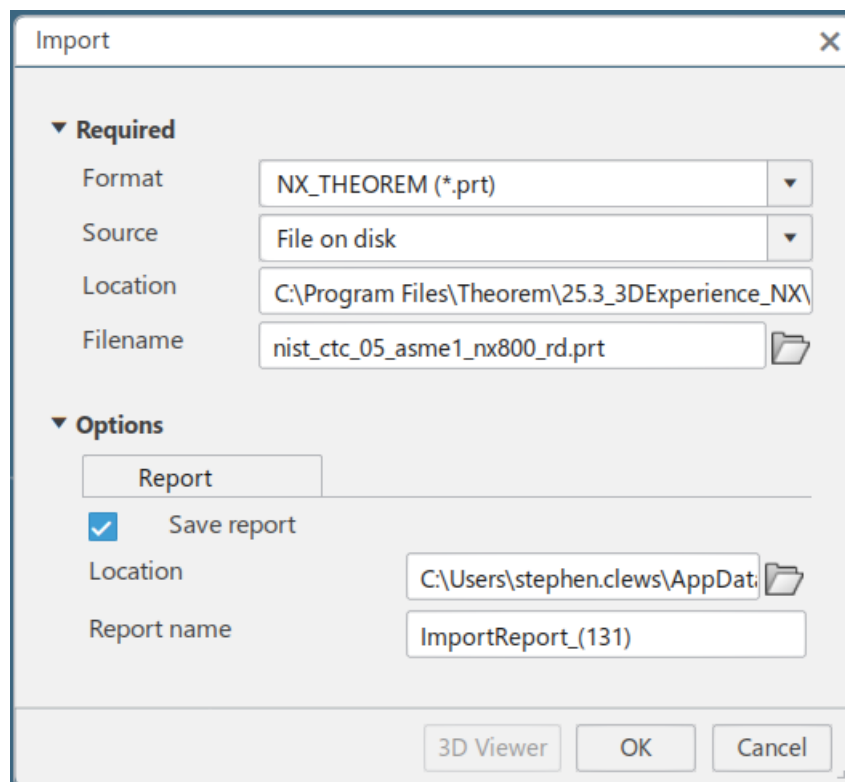 Import
Required
Format NX_THEOREM (*.prt)
Source File on disk
Location C:\Program Files\Theorem\25.3_3DExperience_NX\
Filename nist_ctc_05_asme1_nx800_rd.prt
Options
Report
Save report
Location C:\Users\stephen.clews\AppData
Report name ImportReport_(131)
3D Viewer OK Cancel